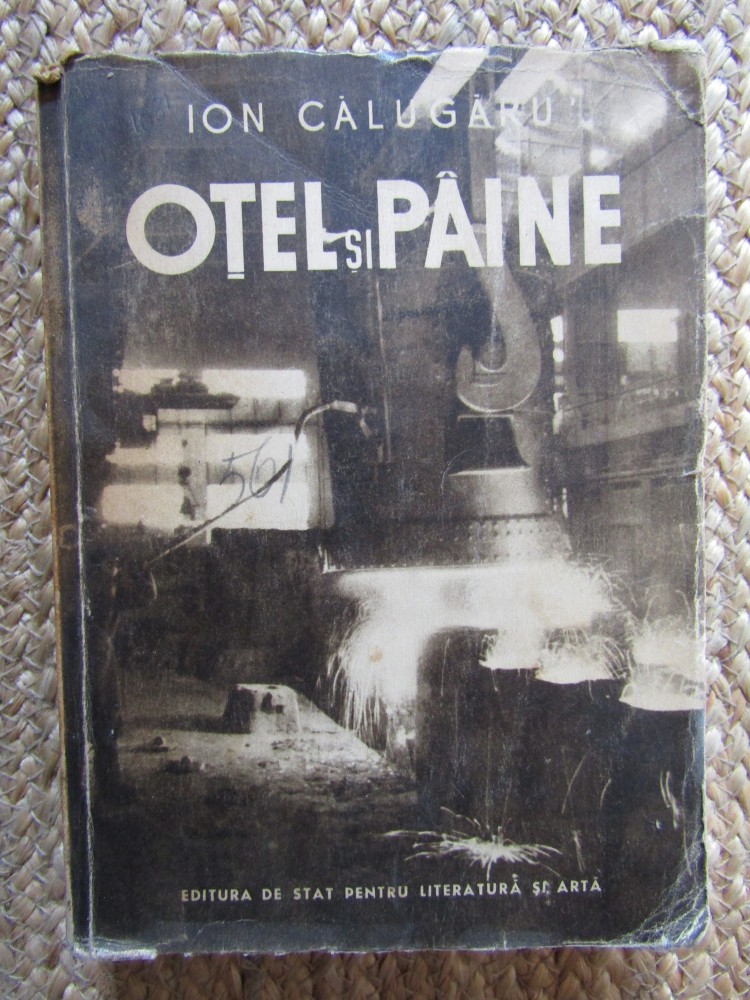 ION CĂLUGĂRU
OȚEL ȘI PÂINE
561
EDITURA DE STAT PENTRU LITERATURĂ ȘI ARTĂ